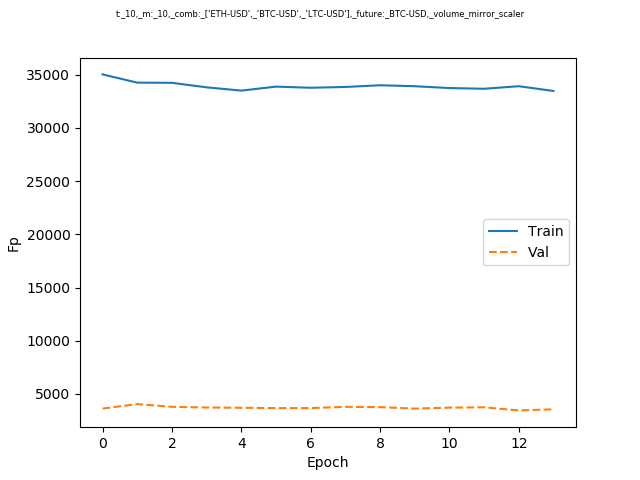 t:_10,_m:_10,_comb:_['ETH-USD',_'BTC-USD',_'LTC-USD'],_future:_BTC-USD,_volume_mirror_scaler
35000
30000
25000
20000
15000
10000
5000
Fp
Train
Val
0 2 4 6 8 10 12
Epoch